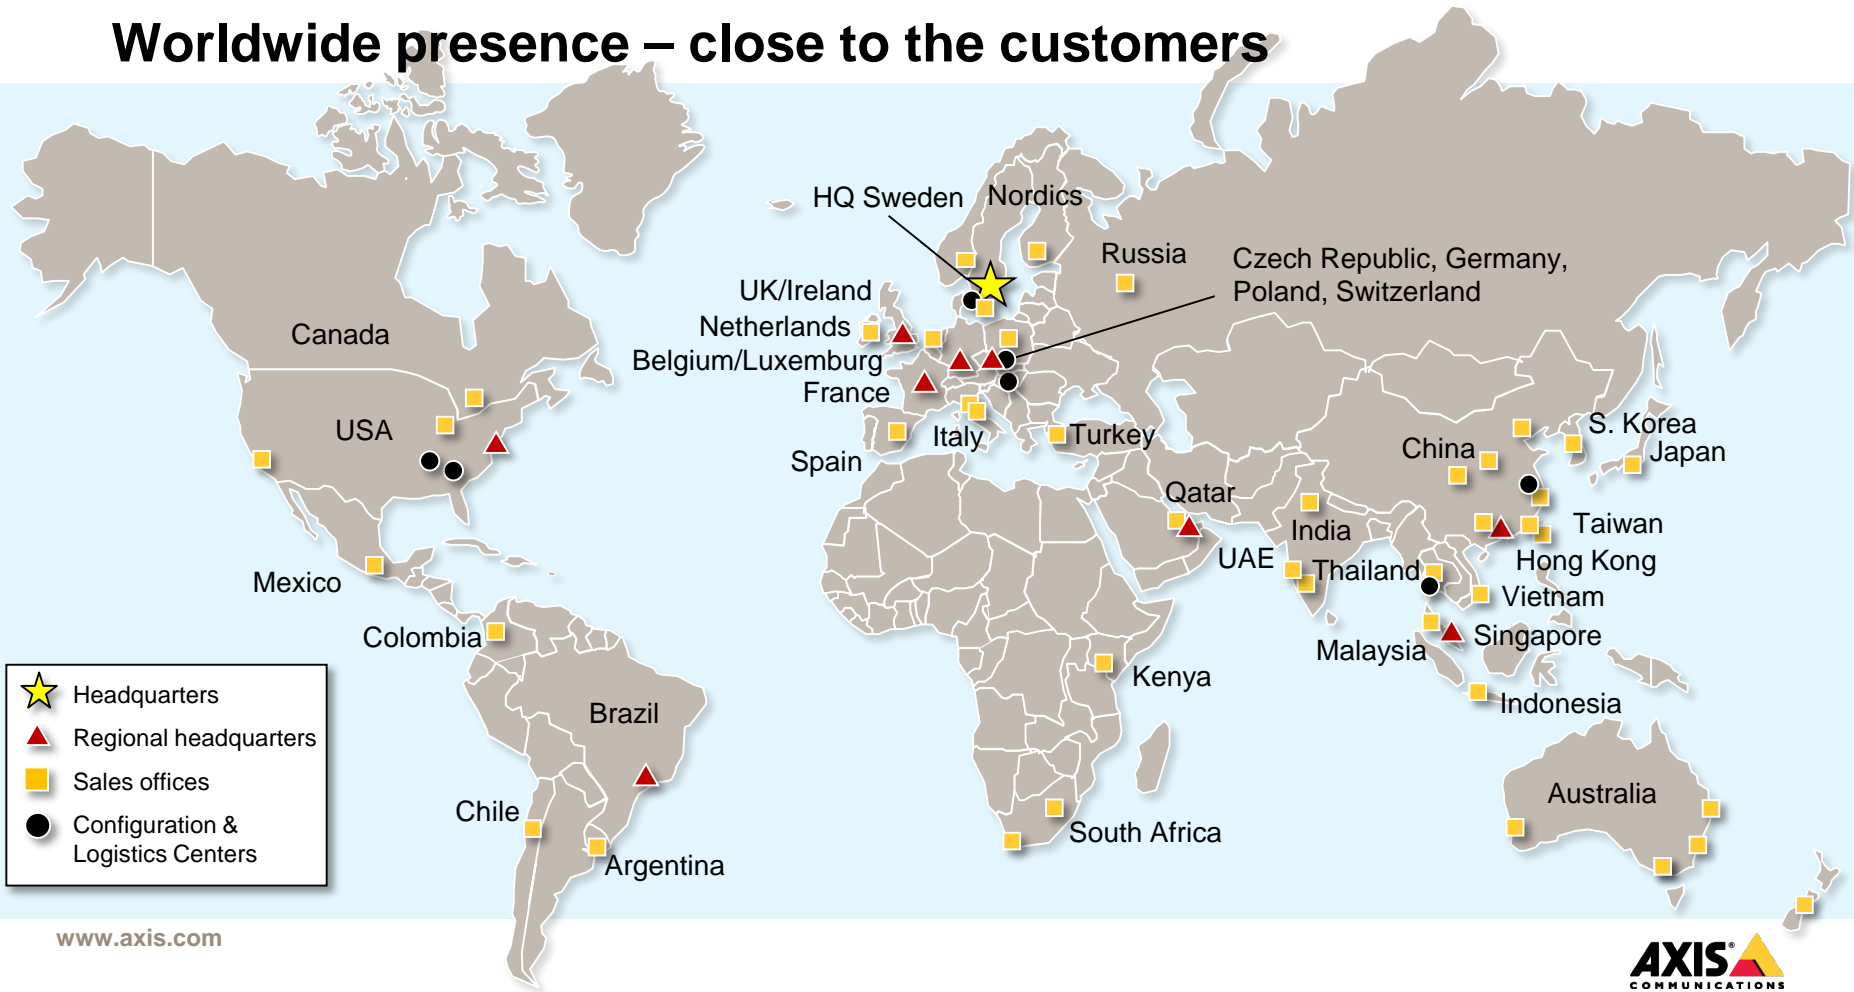 Worldwide presence – close to the customers
HQ Sweden
Nordics
Russia
Czech Republic, Germany,
Poland, Switzerland
UK/Ireland
Netherlands
Belgium/Luxemburg
France
Canada
USA
Italy
Turkey
Spain
S. Korea
China
Japan
Qatar
India
Taiwan
UAE
Thailand
Hong Kong
Mexico
Vietnam
Colombia
Malaysia
Singapore
Kenya
Indonesia
Brazil
Chile
Argentina
South Africa
Australia
Headquarters
Regional headquarters
Sales offices
Configuration &
Logistics Centers
www.axis.com
AXIS®
COMMUNICATIONS